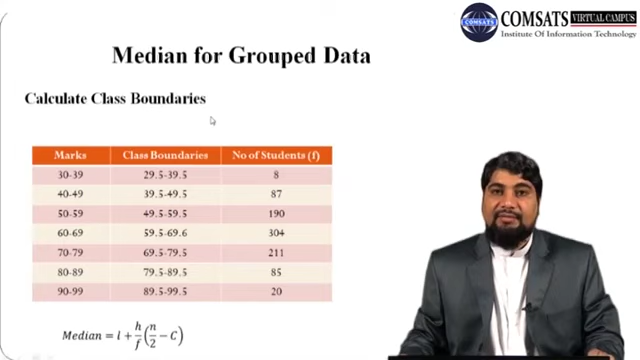 COMSATS VIRTUAL CAMPUS
COMSATS
Institute Of Information Technology
Median for Grouped Data
Calculate Class Boundaries
Marks Class Boundaries No of Students (f)
30-39 29.5-39.5 8
40-49 39.5-49.5 87
50-59 49.5-59.5 190
60-69 59.5-69.6 304
70-79 69.5-79.5 211
80-89 79.5-89.5 85
90-99 89.5-99.5 20
Median = l + h/f (n/2 − C)